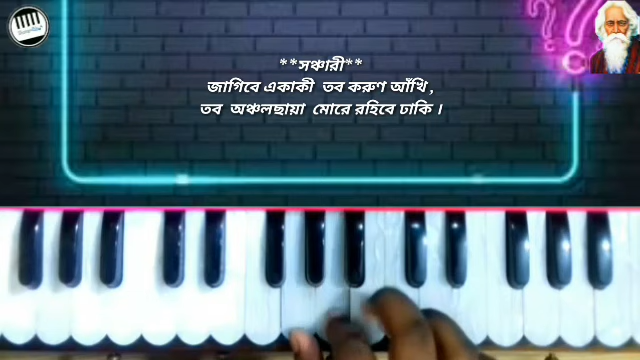 **সঞ্চারী**
জাগিবে একাকী তব করুণ আঁখি,
তব অঞ্চলছায়া মোরে রহিবে ঢাকি।